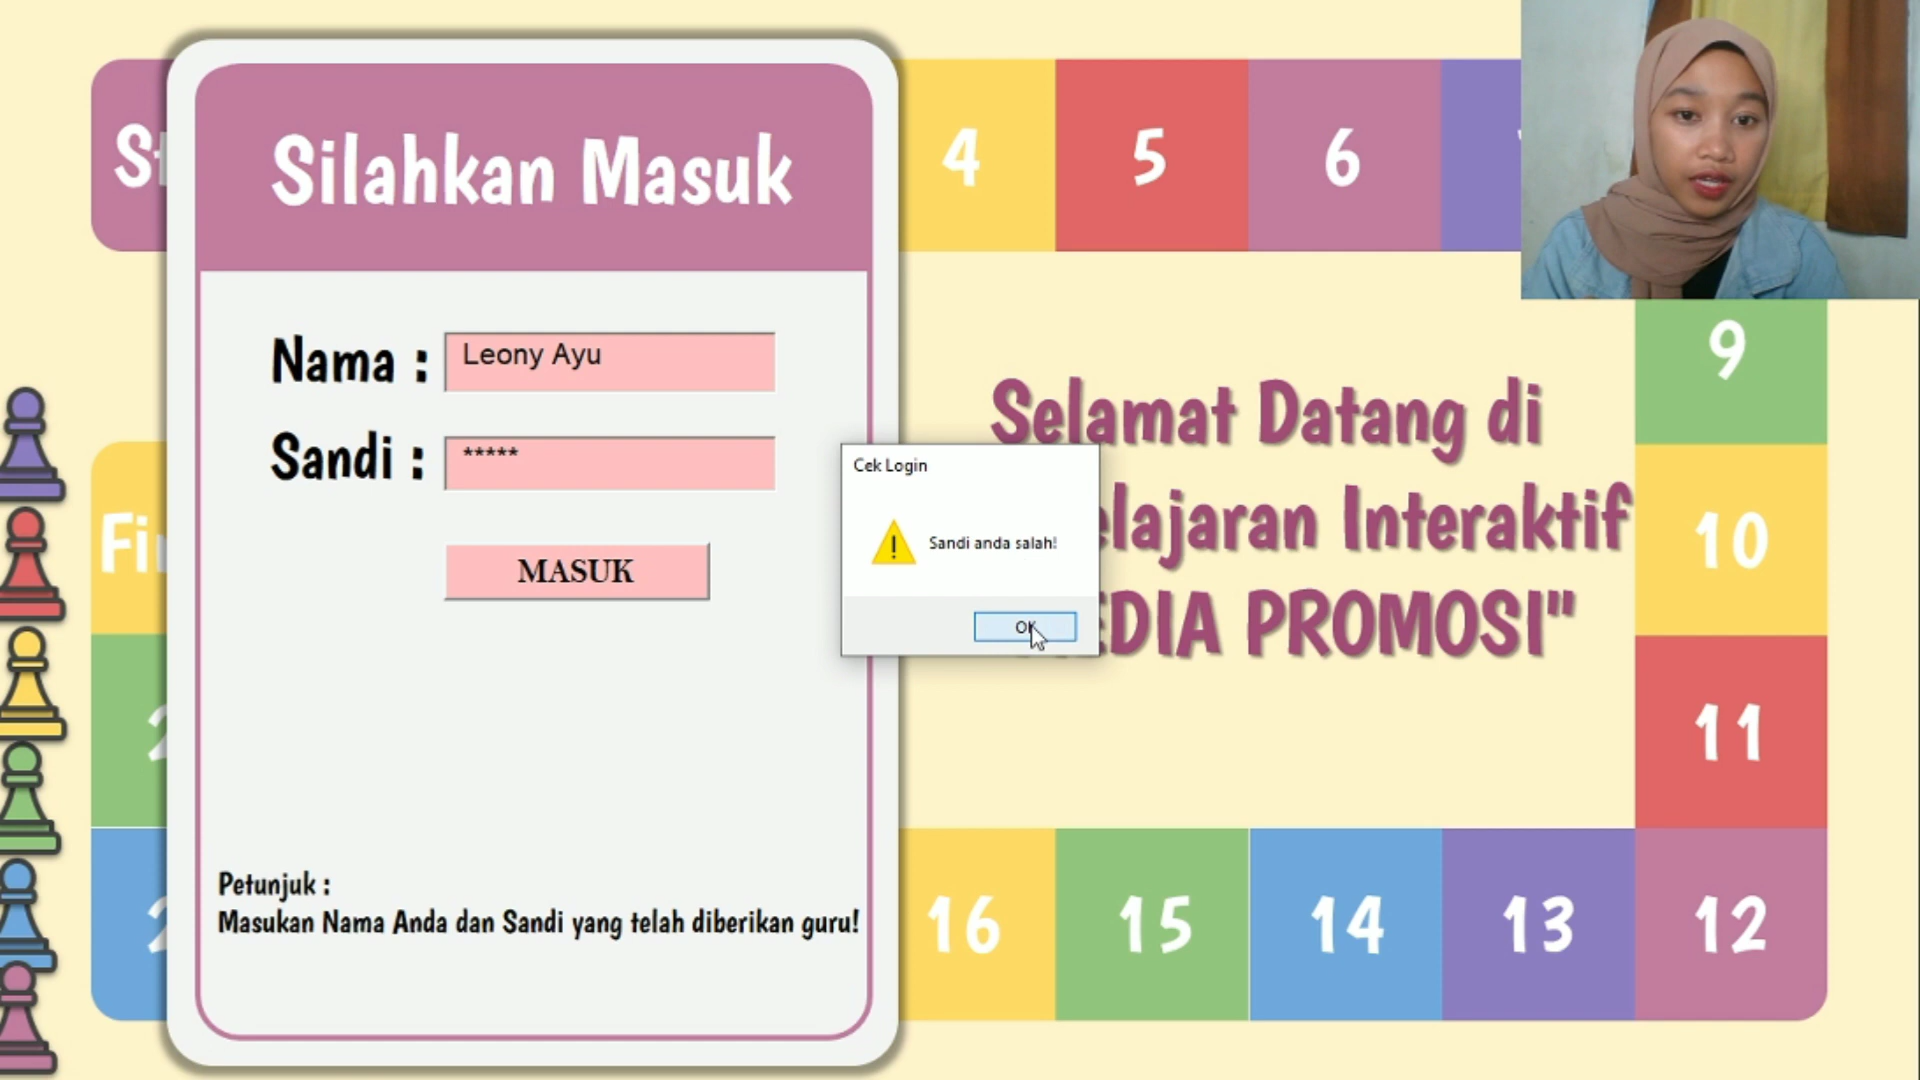 4
5
6
Silahkan Masuk
Nama :
Leony Ayu
Sandi :
*****
MASUK
Cek Login
Sandi anda salah!
OK
Selamat Datang di
elajaran Interaktif
EDIA PROMOSI"
9
10
11
Petunjuk :
Masukan Nama Anda dan Sandi yang telah diberikan guru!
16
15
14
13
12